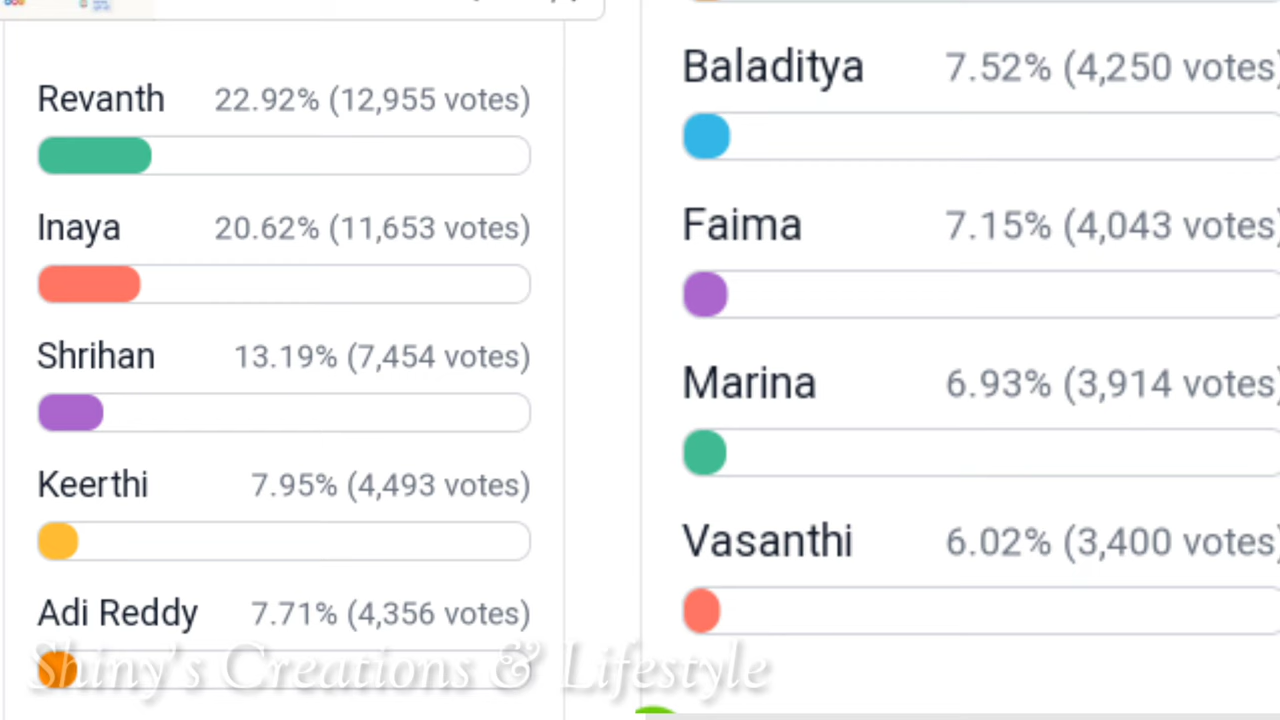 Revanth 22.92% (12,955 votes)
Inaya 20.62% (11,653 votes)
Shrihan 13.19% (7,454 votes)
Keerthi 7.95% (4,493 votes)
Adi Reddy 7.71% (4,356 votes)
Baladitya 7.52% (4,250 votes)
Faima 7.15% (4,043 votes)
Marina 6.93% (3,914 votes)
Vasanthi 6.02% (3,400 votes)
Shiny's Creations & Lifestyle